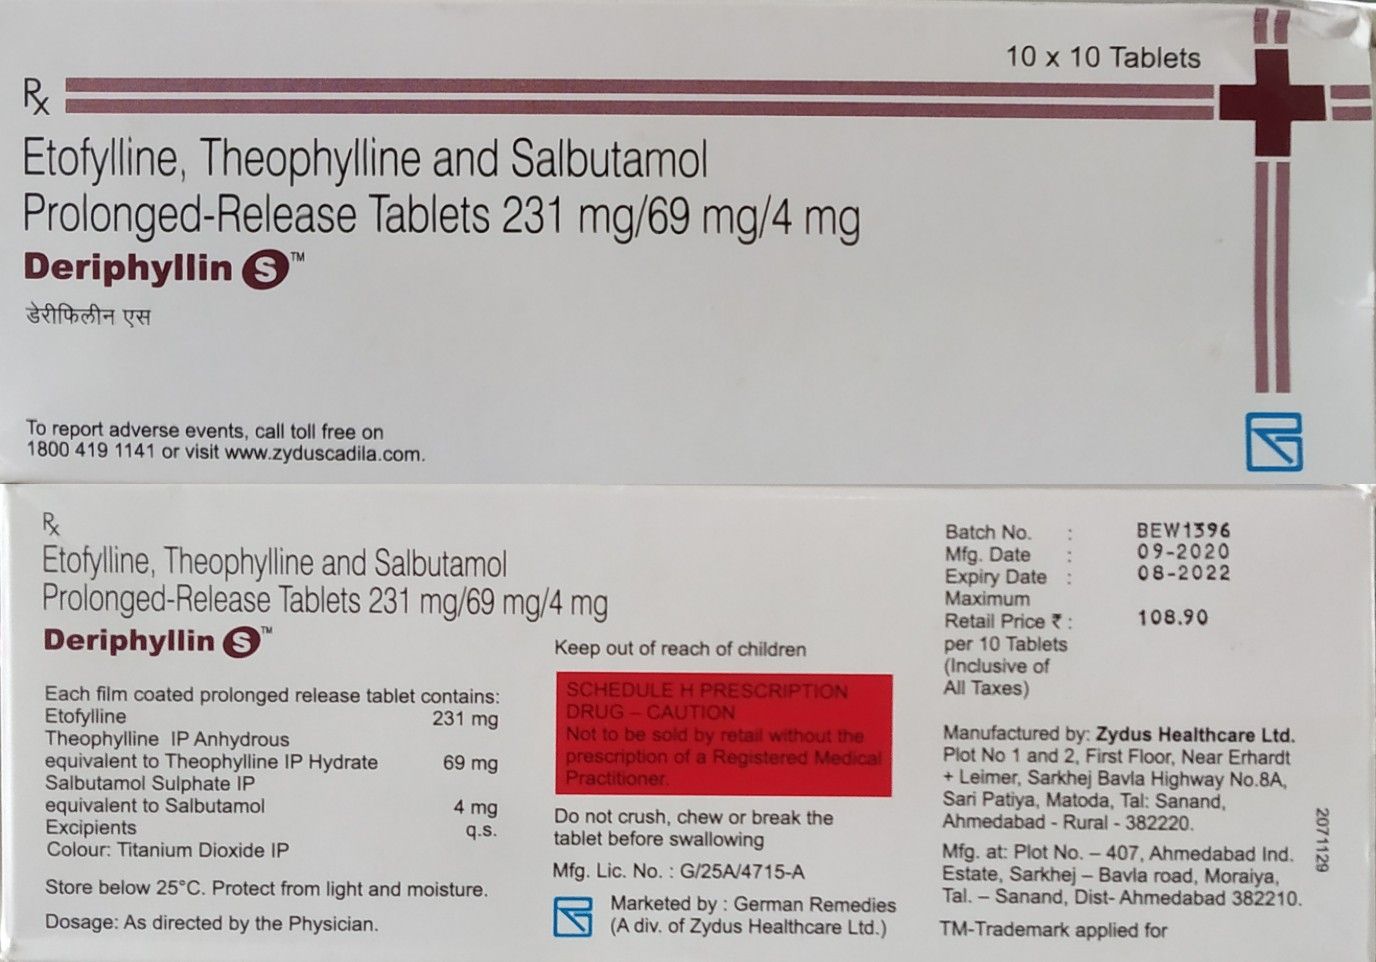 10 x 10 Tablets
Rx
Etofylline, Theophylline and Salbutamol
Prolonged-Release Tablets 231 mg/69 mg/4 mg
Deriphyllin S™
डेरीफिलीन एस
To report adverse events, call toll free on
1800 419 1141 or visit www.zyduscadila.com.
Rx
Etofylline, Theophylline and Salbutamol
Prolonged-Release Tablets 231 mg/69 mg/4 mg
Deriphyllin S™
Each film coated prolonged release tablet contains:
Etofylline 231 mg
Theophylline IP Anhydrous
equivalent to Theophylline IP Hydrate 69 mg
Salbutamol Sulphate IP
equivalent to Salbutamol 4 mg
Excipients q.s.
Colour: Titanium Dioxide IP
Store below 25°C. Protect from light and moisture.
Dosage: As directed by the Physician.
Keep out of reach of children
SCHEDULE H PRESCRIPTION
DRUG – CAUTION
Not to be sold by retail without the
prescription of a Registered Medical
Practitioner.
Do not crush, chew or break the
tablet before swallowing
Mfg. Lic. No. : G/25A/4715-A
Marketed by : German Remedies
(A div. of Zydus Healthcare Ltd.)
Batch No. : BEW1396
Mfg. Date : 09-2020
Expiry Date : 08-2022
Maximum
Retail Price ₹ : 108.90
per 10 Tablets
(Inclusive of
All Taxes)
Manufactured by: Zydus Healthcare Ltd.
Plot No 1 and 2, First Floor, Near Erhardt
+ Leimer, Sarkhej Bavla Highway No.8A,
Sari Patiya, Matoda, Tal: Sanand,
Ahmedabad - Rural - 382220.
Mfg. at: Plot No. – 407, Ahmedabad Ind.
Estate, Sarkhej – Bavla road, Moraiya,
Tal. – Sanand, Dist- Ahmedabad 382210.
TM-Trademark applied for
2071129